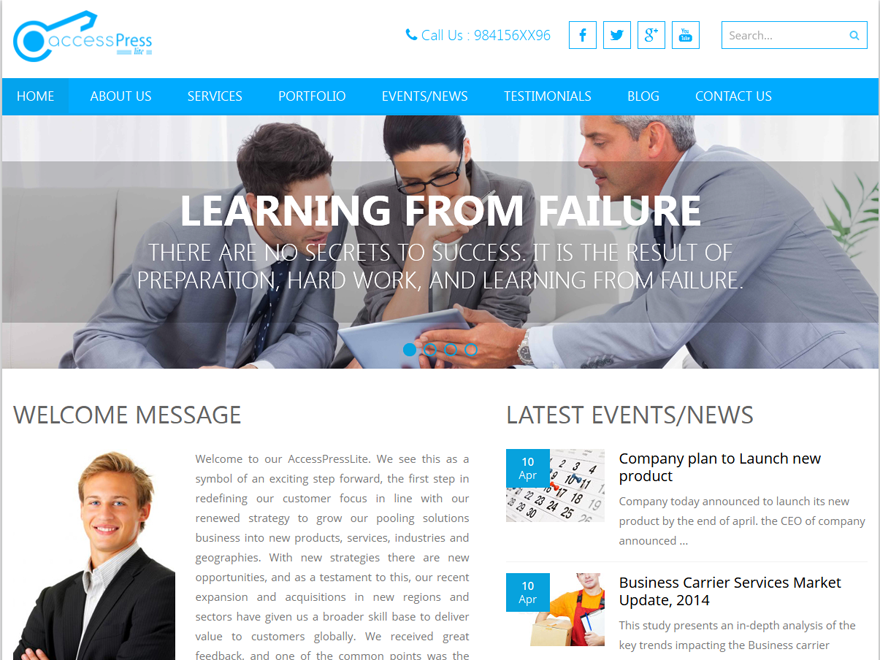 accessPress
lite
Call Us : 984156XX96
Search...
HOME ABOUT US SERVICES PORTFOLIO EVENTS/NEWS TESTIMONIALS BLOG CONTACT US
LEARNING FROM FAILURE
THERE ARE NO SECRETS TO SUCCESS. IT IS THE RESULT OF
PREPARATION, HARD WORK, AND LEARNING FROM FAILURE.
WELCOME MESSAGE
Welcome to our AccessPressLite. We see this as a
symbol of an exciting step forward, the first step in
redefining our customer focus in line with our
renewed strategy to grow our pooling solutions
business into new products, services, industries and
geographies. With new strategies there are new
opportunities, and as a testament to this, our recent
expansion and acquisitions in new regions and
sectors have given us a broader skill base to deliver
value to customers globally. We received great
feedback, and one of the common points was the
LATEST EVENTS/NEWS
10
Apr
Company plan to Launch new
product
Company today announced to launch its new
product by the end of april. the CEO of company
announced ...
10
Apr
Business Carrier Services Market
Update, 2014
This study presents an in-depth analysis of the
key trends impacting the Business carrier